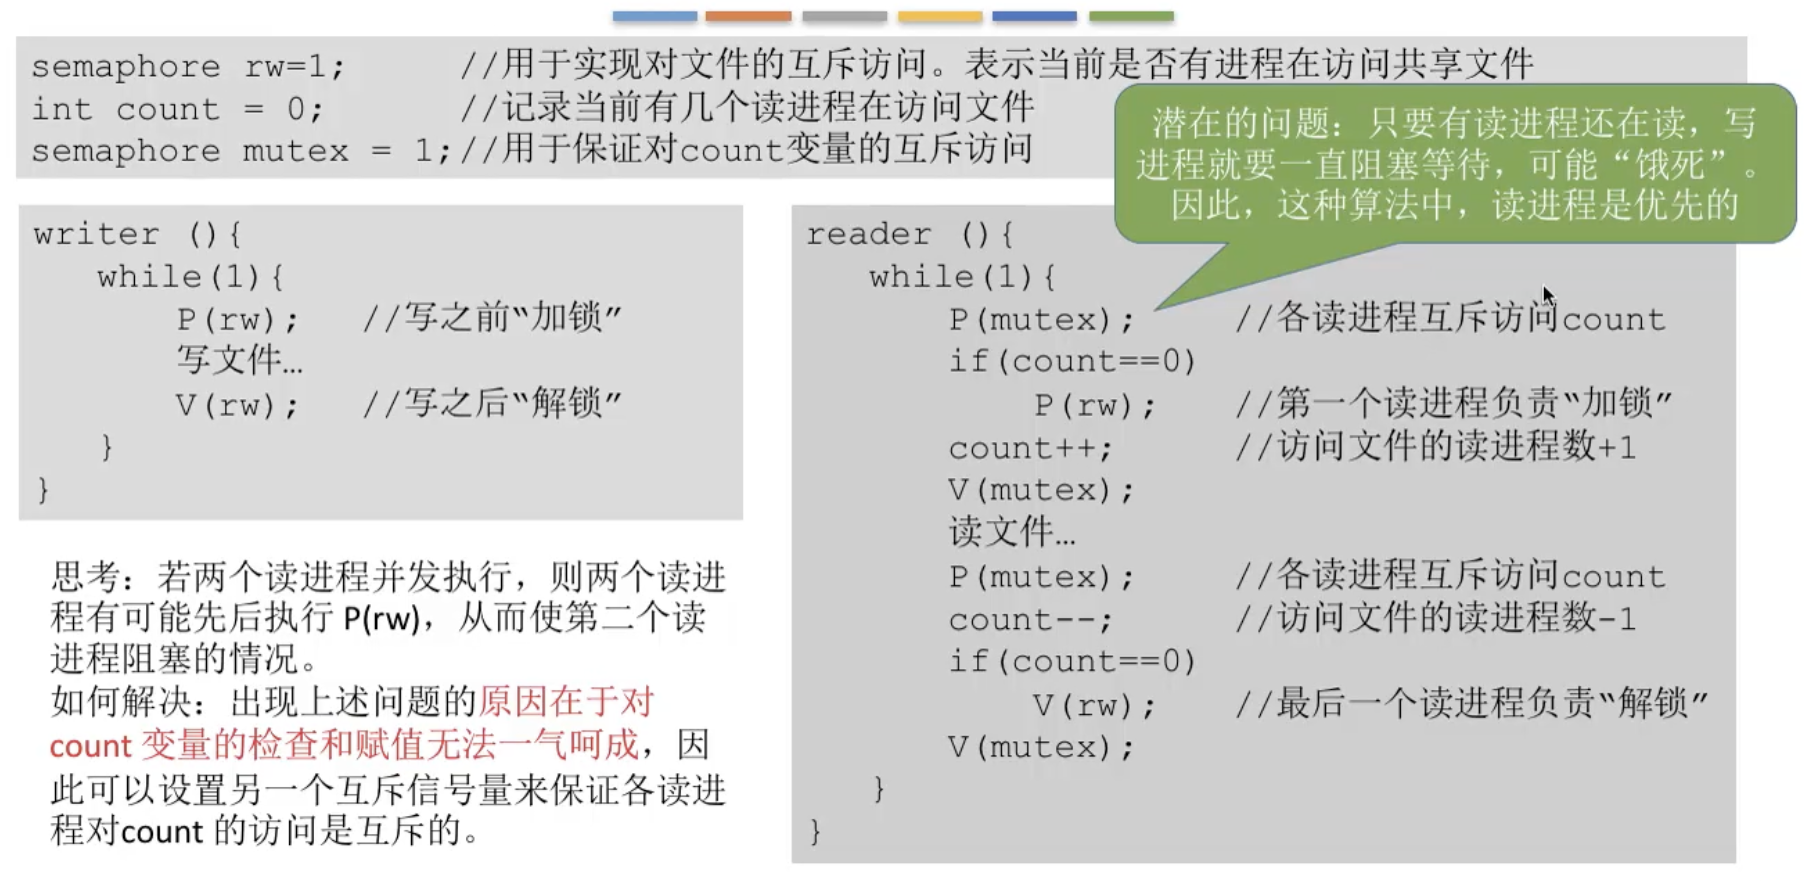 semaphore rw=1;      //用于实现对文件的互斥访问。表示当前是否有进程在访问共享文件
int count = 0;       //记录当前有几个读进程在访问文件
semaphore mutex = 1;//用于保证对count变量的互斥访问
潜在的问题：只要有读进程还在读，写
进程就要一直阻塞等待，可能“饿死”。
因此，这种算法中，读进程是优先的
writer (){
while(1){
P(rw);   //写之前“加锁”
写文件…
V(rw);   //写之后“解锁”
}
}
思考：若两个读进程并发执行，则两个读进
程有可能先后执行 P(rw)，从而使第二个读
进程阻塞的情况。
如何解决：出现上述问题的原因在于对
count 变量的检查和赋值无法一气呵成，因
此可以设置另一个互斥信号量来保证各读进
程对count 的访问是互斥的。
reader (){
while(1){
P(mutex);     //各读进程互斥访问count
if(count==0)
P(rw);    //第一个读进程负责“加锁”
count++;      //访问文件的读进程数+1
V(mutex);
读文件…
P(mutex);     //各读进程互斥访问count
count--;      //访问文件的读进程数-1
if(count==0)
V(rw);    //最后一个读进程负责“解锁”
V(mutex);
}
}